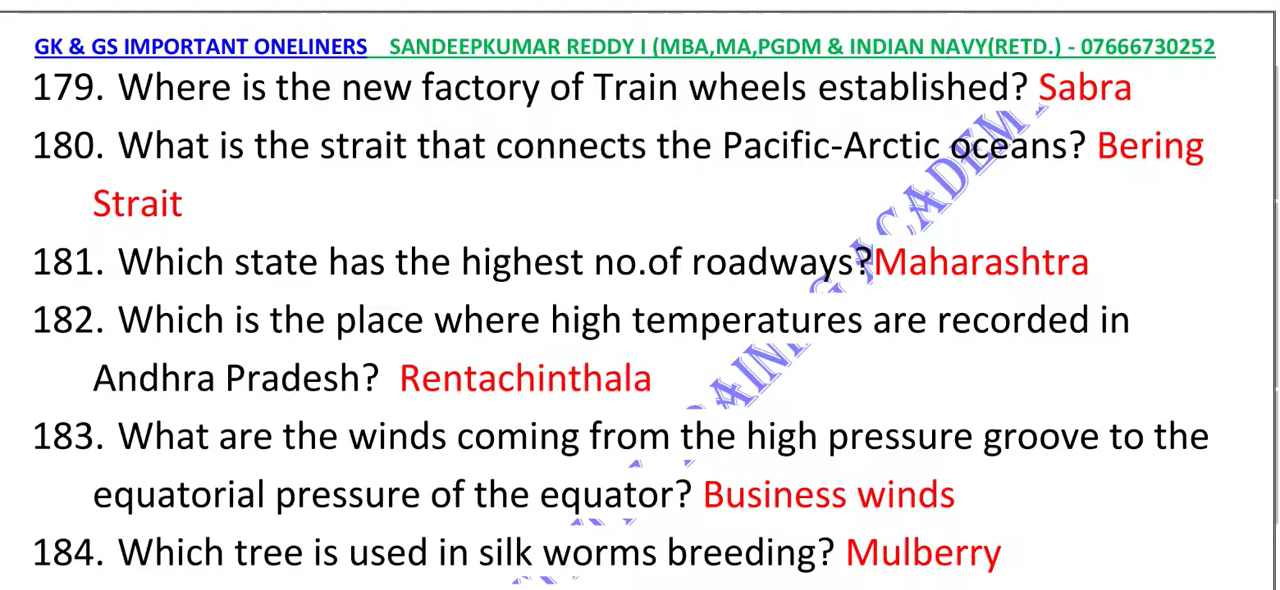 GK & GS IMPORTANT ONELINERS SANDEEPKUMAR REDDY I (MBA,MA,PGDM & INDIAN NAVY(RETD.) - 07666730252
179. Where is the new factory of Train wheels established? Sabra
180. What is the strait that connects the Pacific-Arctic oceans? Bering
Strait
181. Which state has the highest no.of roadways?Maharashtra
182. Which is the place where high temperatures are recorded in
Andhra Pradesh? Rentachinthala
183. What are the winds coming from the high pressure groove to the
equatorial pressure of the equator? Business winds
184. Which tree is used in silk worms breeding? Mulberry